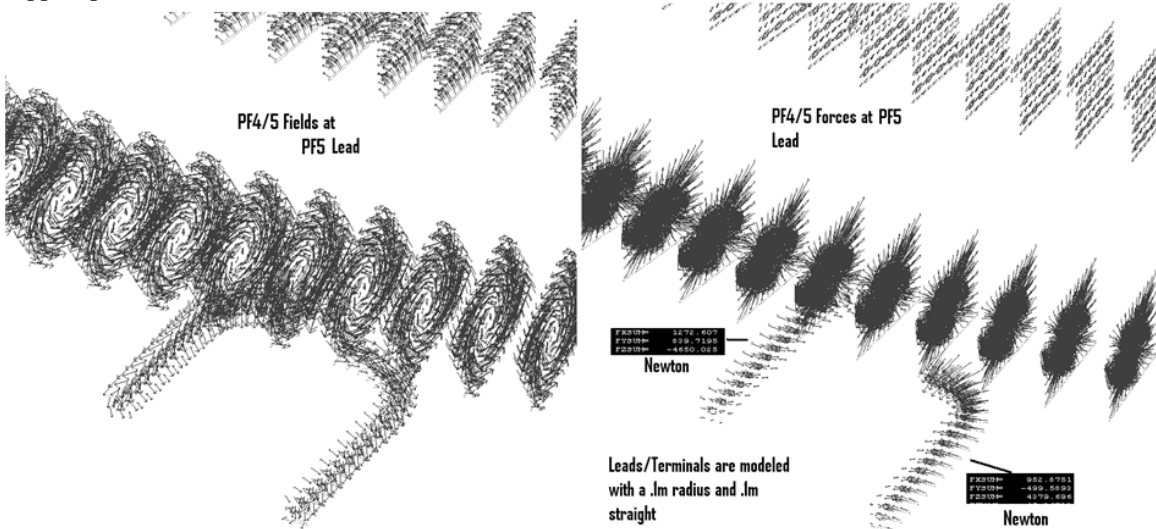 PF4/5 Fields at
PF5 Lead
PF4/5 Forces at PF5
Lead
FXSUM= 1272.607
FYSUM= 839.7195
FZSUM= -4650.025
Newton
Leads/Terminals are modeled
with a .1m radius and .1m
straight
FXSUM= 952.8751
FYSUM= -499.5893
FZSUM= 4379.686
Newton